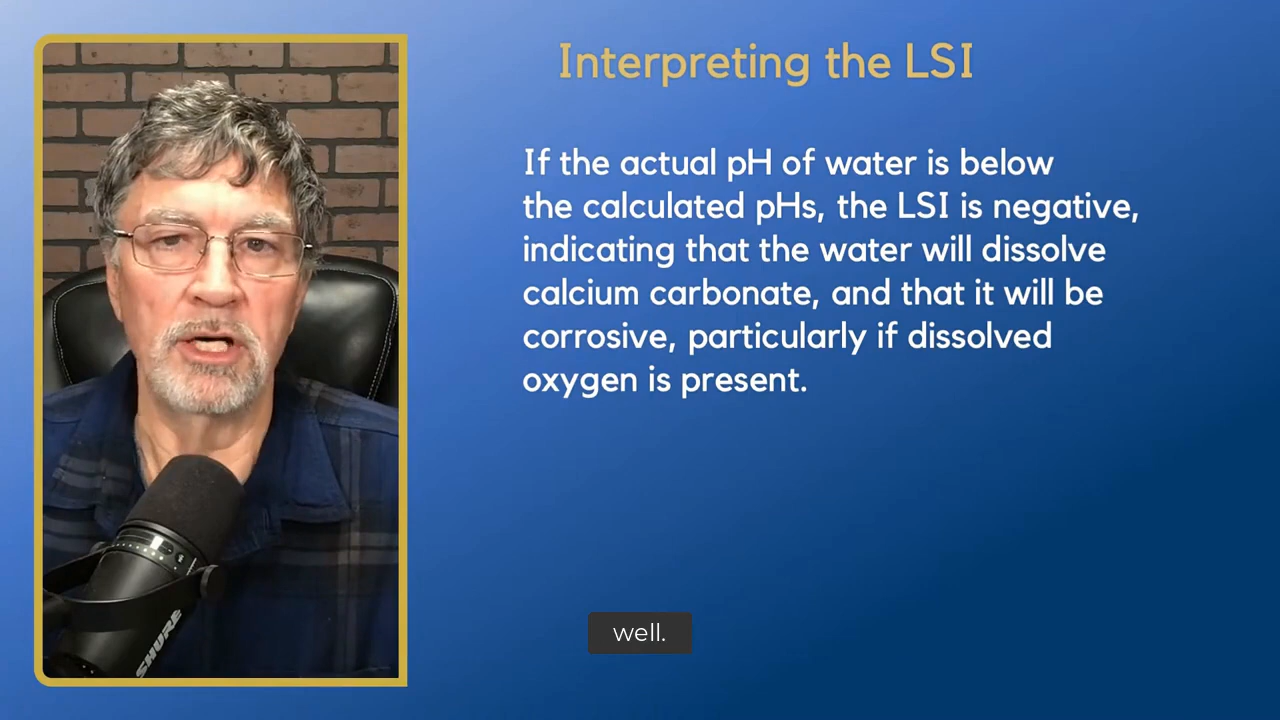 Interpreting the LSI
If the actual pH of water is below
the calculated pHs, the LSI is negative,
indicating that the water will dissolve
calcium carbonate, and that it will be
corrosive, particularly if dissolved
oxygen is present.
SHURE
well.